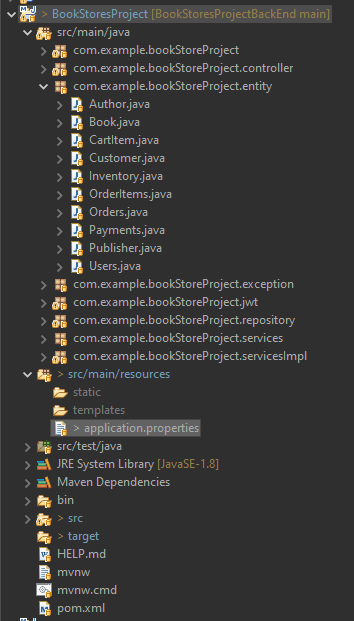 > BookStoresProject [BookStoresProjectBackEnd main]
src/main/java
com.example.bookStoreProject
com.example.bookStoreProject.controller
com.example.bookStoreProject.entity
Author.java
Book.java
CartItem.java
Customer.java
Inventory.java
OrderItems.java
Orders.java
Payments.java
Publisher.java
Users.java
com.example.bookStoreProject.exception
com.example.bookStoreProject.jwt
com.example.bookStoreProject.repository
com.example.bookStoreProject.services
com.example.bookStoreProject.servicesImpl
> src/main/resources
static
templates
> application.properties
src/test/java
JRE System Library [JavaSE-1.8]
Maven Dependencies
bin
> src
> target
HELP.md
mvnw
mvnw.cmd
pom.xml